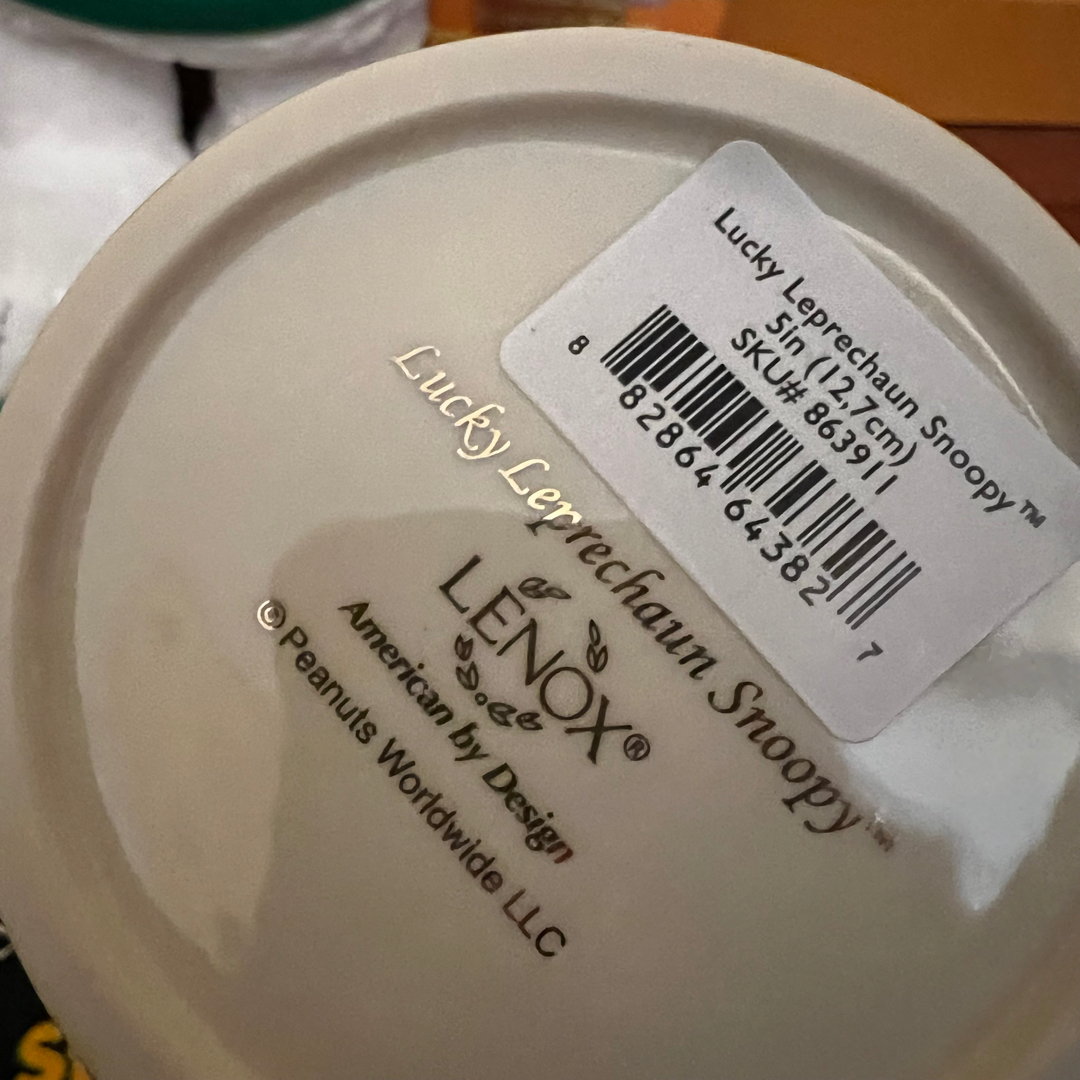 Lucky Leprechaun Snoopy™
5in (12,7cm)
SKU# 863911
8 82864 64382 7
Lucky Leprechaun Snoopy™
LENOX®
American by Design
© Peanuts Worldwide LLC